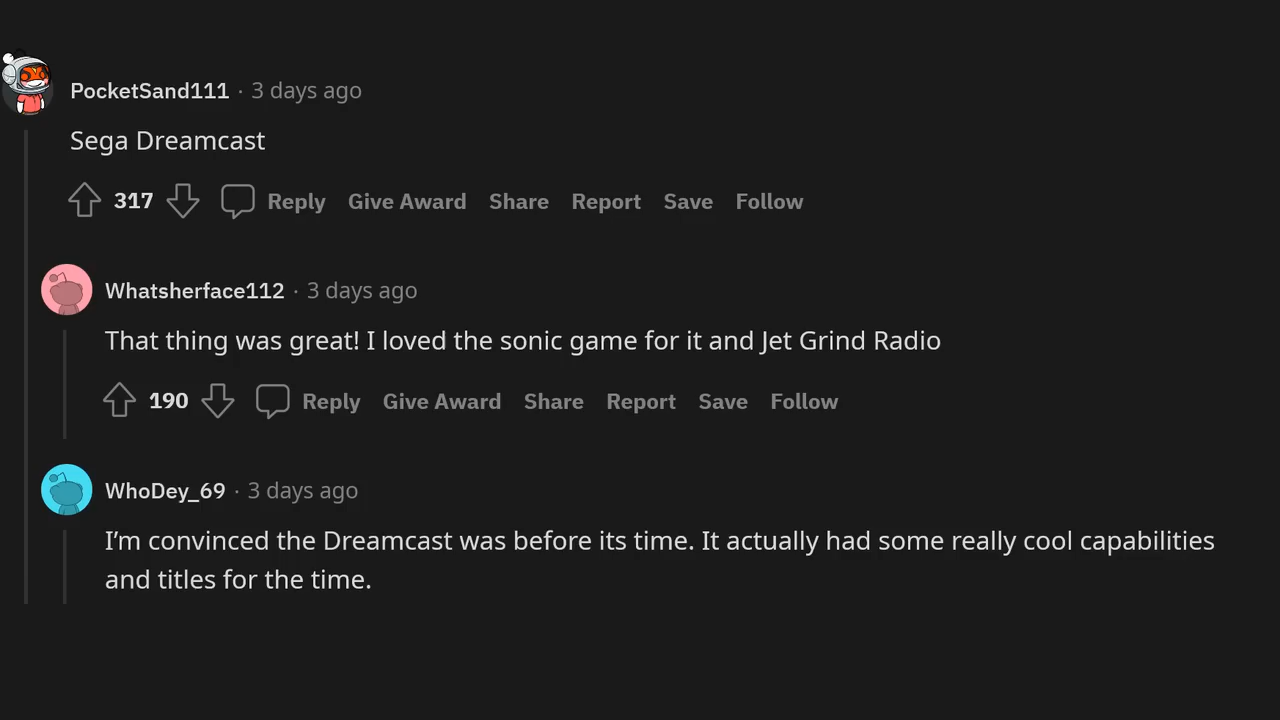 PocketSand111 · 3 days ago
Sega Dreamcast
317 Reply Give Award Share Report Save Follow
Whatsherface112 · 3 days ago
That thing was great! I loved the sonic game for it and Jet Grind Radio
190 Reply Give Award Share Report Save Follow
WhoDey_69 · 3 days ago
I’m convinced the Dreamcast was before its time. It actually had some really cool capabilities
and titles for the time.